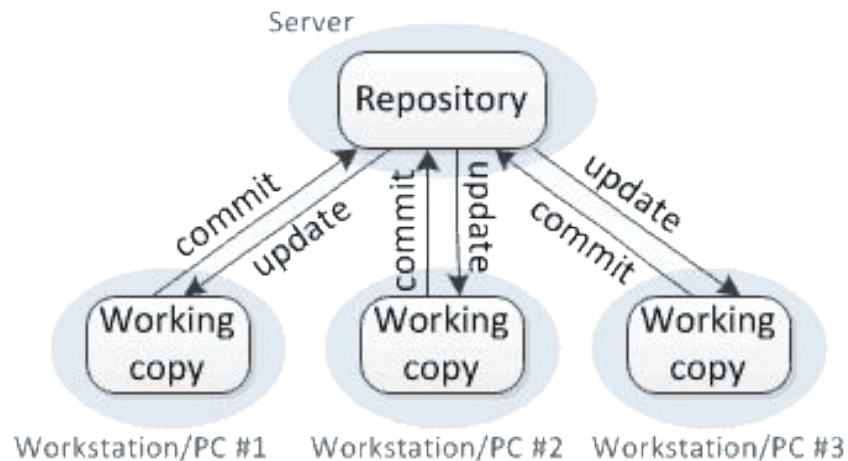 Server
Repository
commit
update
commit
update
update
commit
Working
copy
Working
copy
Working
copy
Workstation/PC #1
Workstation/PC #2
Workstation/PC #3